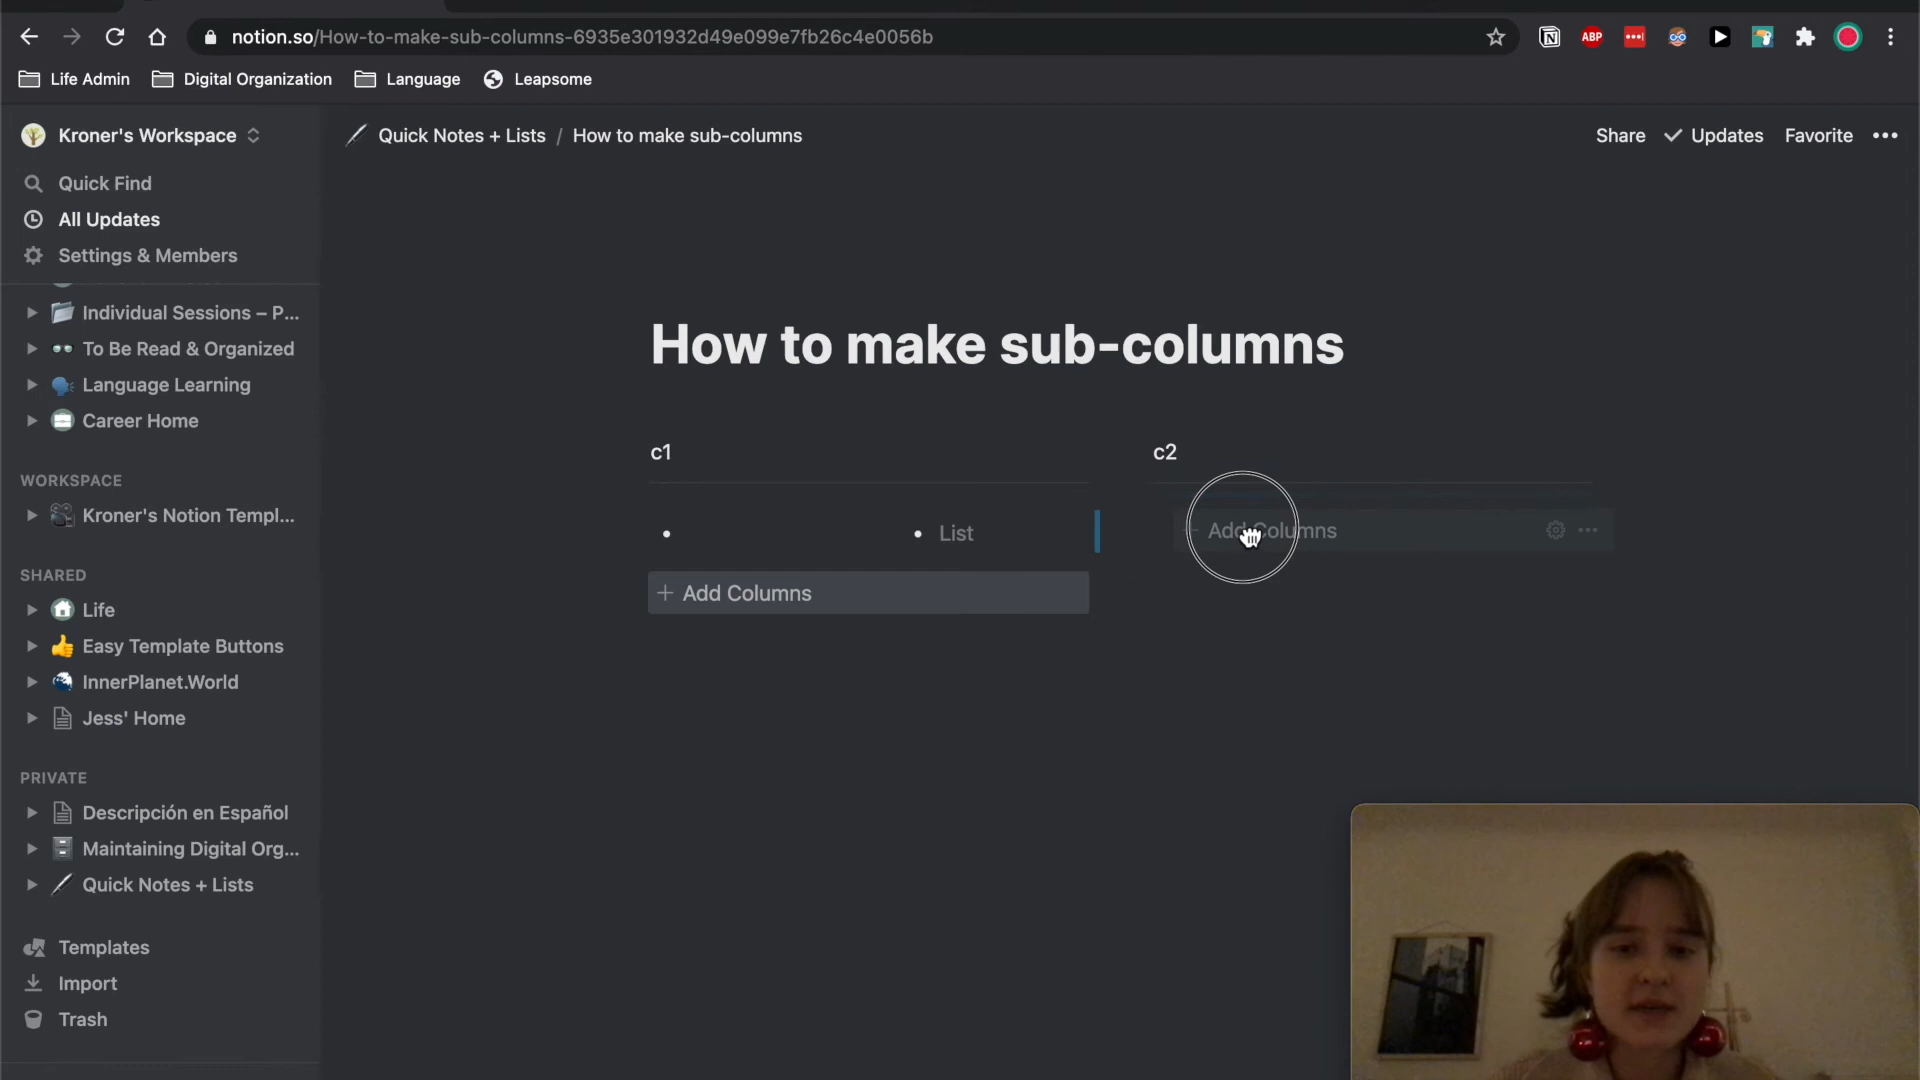 notion.so/How-to-make-sub-columns-6935e301932d49e099e7fb26c4e0056b
ABP
Life Admin
Digital Organization
Language
Leapsome
Kroner's Workspace
Quick Notes + Lists / How to make sub-columns
Share
Updates
Favorite
Quick Find
All Updates
Settings & Members
Individual Sessions – P...
To Be Read & Organized
Language Learning
Career Home
WORKSPACE
Kroner's Notion Templ...
SHARED
Life
Easy Template Buttons
InnerPlanet.World
Jess' Home
PRIVATE
Descripción en Español
Maintaining Digital Org...
Quick Notes + Lists
Templates
Import
Trash
How to make sub-columns
c1
c2
• • List
+ Add Columns
+ Add Columns